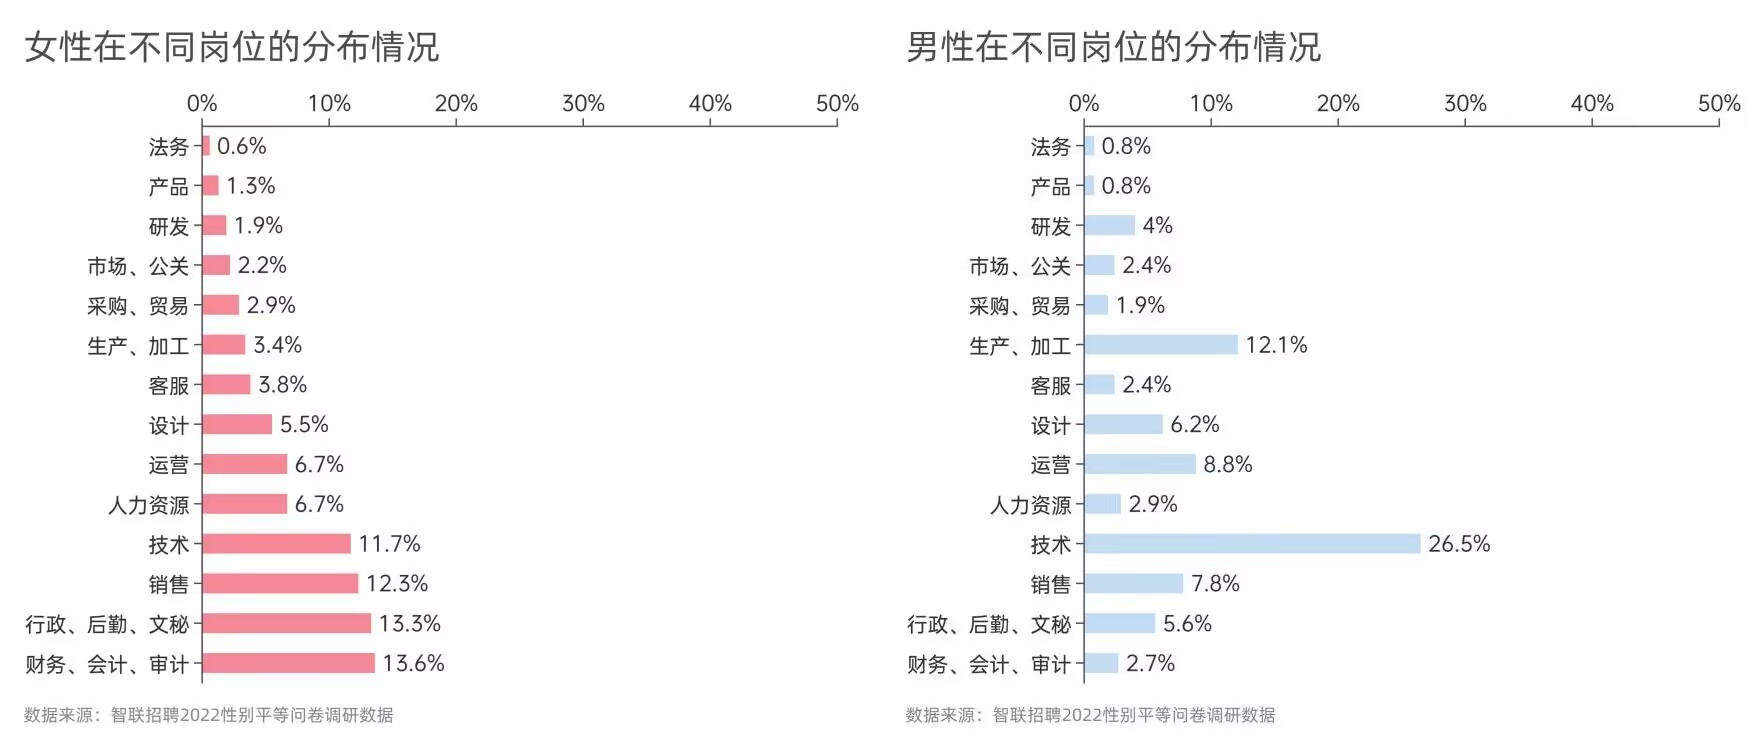 女性在不同岗位的分布情况
0% 10% 20% 30% 40% 50%
法务 0.6%
产品 1.3%
研发 1.9%
市场、公关 2.2%
采购、贸易 2.9%
生产、加工 3.4%
客服 3.8%
设计 5.5%
运营 6.7%
人力资源 6.7%
技术 11.7%
销售 12.3%
行政、后勤、文秘 13.3%
财务、会计、审计 13.6%
数据来源：智联招聘2022性别平等问卷调研数据
男性在不同岗位的分布情况
0% 10% 20% 30% 40% 50%
法务 0.8%
产品 0.8%
研发 4%
市场、公关 2.4%
采购、贸易 1.9%
生产、加工 12.1%
客服 2.4%
设计 6.2%
运营 8.8%
人力资源 2.9%
技术 26.5%
销售 7.8%
行政、后勤、文秘 5.6%
财务、会计、审计 2.7%
数据来源：智联招聘2022性别平等问卷调研数据